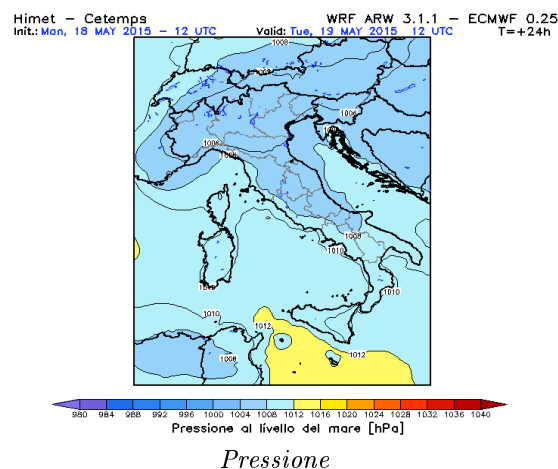 Himet - Cetemps WRF ARW 3.1.1 - ECMWF 0.25
Init.: Mon, 18 MAY 2015 - 12 UTC Valid: Tue, 19 MAY 2015 12 UTC T=+24h
1008
1006
1006
1008
1010
1010
1010
1012
1012
1008
980 984 988 992 996 1000 1004 1008 1012 1016 1020 1024 1028 1032 1036 1040
Pressione al livello del mare [hPa]
Pressione